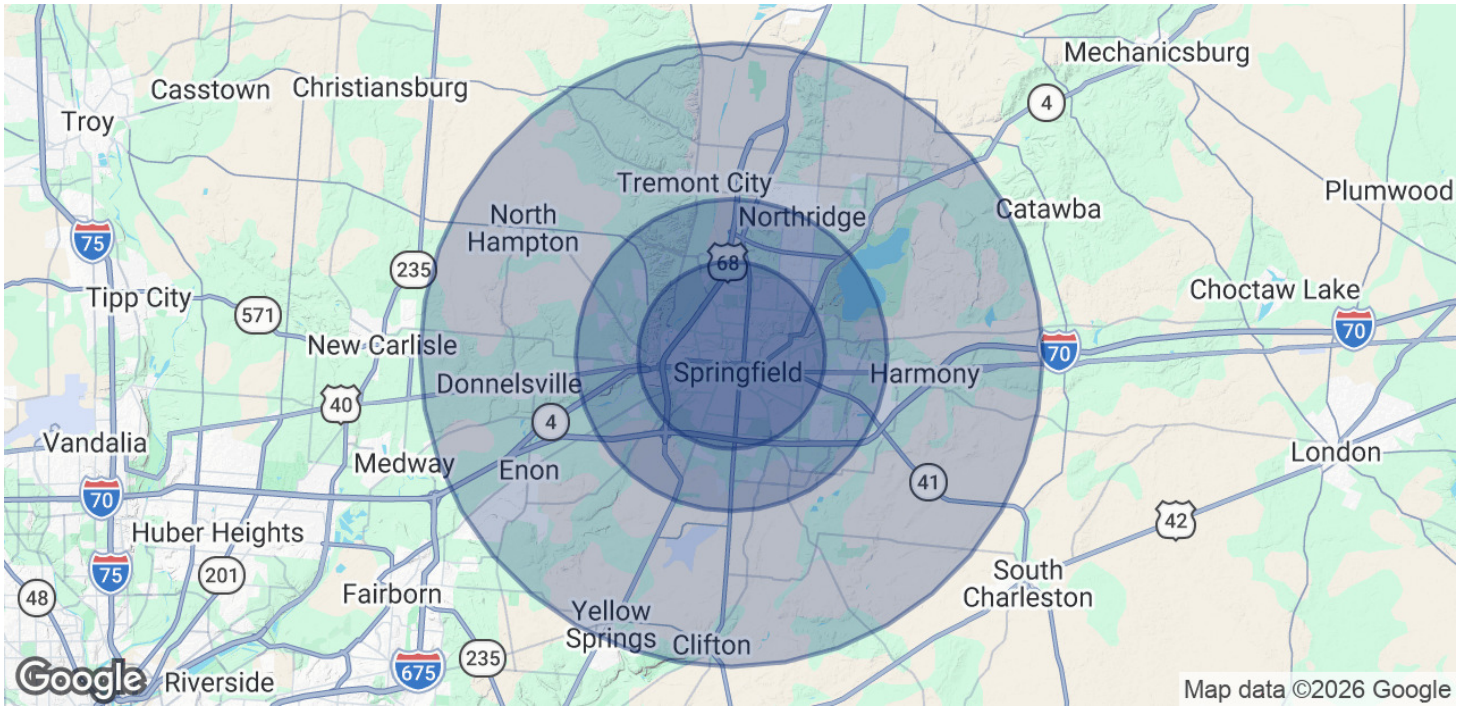 Mechanicsburg
Casstown
Christiansburg
4
Troy
Tremont City
Plumwood
North
Hampton
Northridge
Catawba
75
68
235
Tipp City
571
Choctaw Lake
70
New Carlisle
70
Springfield
Harmony
Donnelsville
40
4
Vandalia
Medway
Enon
London
41
70
42
Huber Heights
75
201
South
Charleston
48
Fairborn
Yellow
Springs
Clifton
235
675
Google
Riverside
Map data ©2026 Google